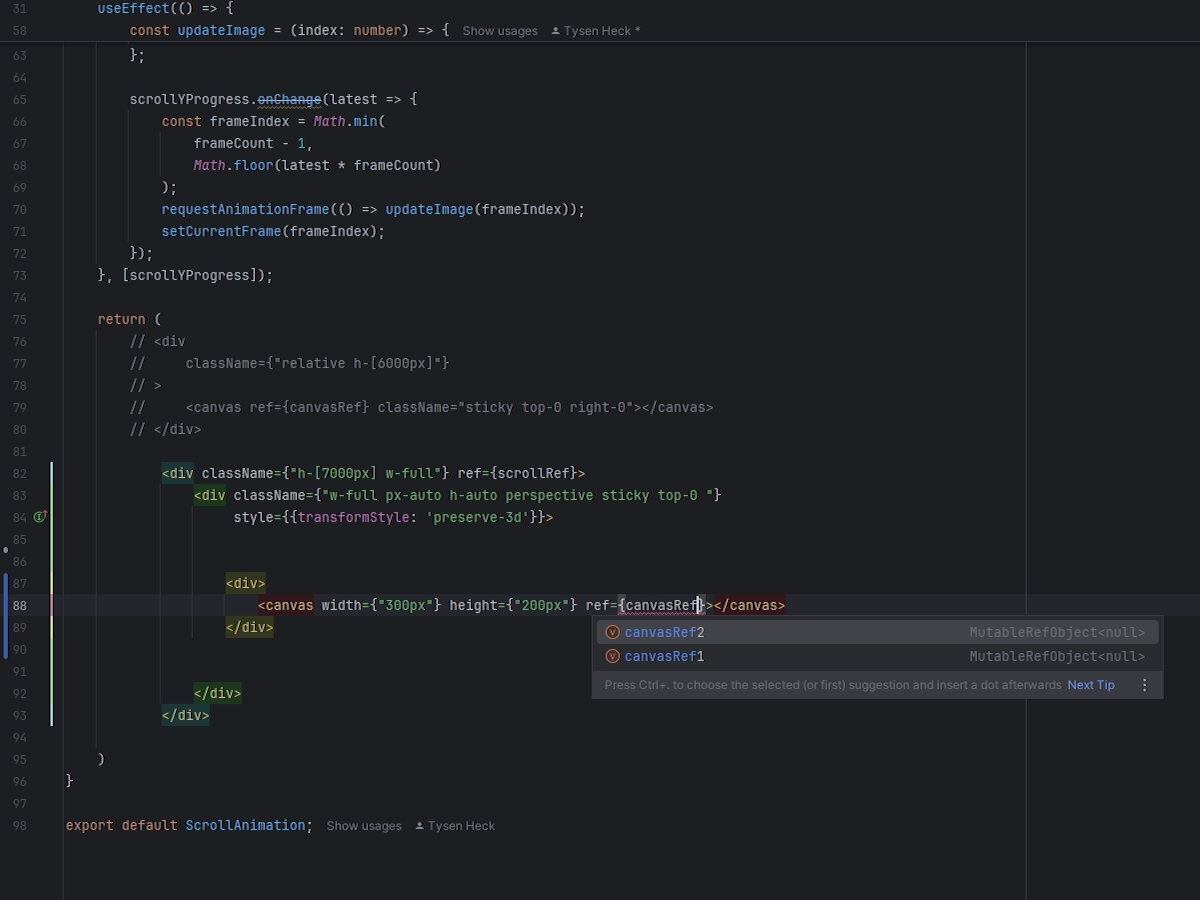 31 useEffect(() => {
58 const updateImage = (index: number) => { Show usages Tysen Heck *
63 };
64
65 scrollYProgress.onChange(latest => {
66 const frameIndex = Math.min(
67 frameCount - 1,
68 Math.floor(latest * frameCount)
69 );
70 requestAnimationFrame(() => updateImage(frameIndex));
71 setCurrentFrame(frameIndex);
72 });
73 }, [scrollYProgress]);
74
75 return (
76 // <div
77 //     className={"relative h-[6000px]"}
78 // >
79 //     <canvas ref={canvasRef} className="sticky top-0 right-0"></canvas>
80 // </div>
81
82 <div className={"h-[7000px] w-full"} ref={scrollRef}>
83 <div className={"w-full px-auto h-auto perspective sticky top-0 "}
84 style={{transformStyle: 'preserve-3d'}}>
85
86
87 <div>
88 <canvas width={"300px"} height={"200px"} ref={canvasRef}></canvas>
89 </div>
canvasRef2 MutableRefObject<null>
90
canvasRef1 MutableRefObject<null>
91
Press Ctrl+. to choose the selected (or first) suggestion and insert a dot afterwards Next Tip
92 </div>
93 </div>
94
95 )
96 }
97
98 export default ScrollAnimation; Show usages Tysen Heck